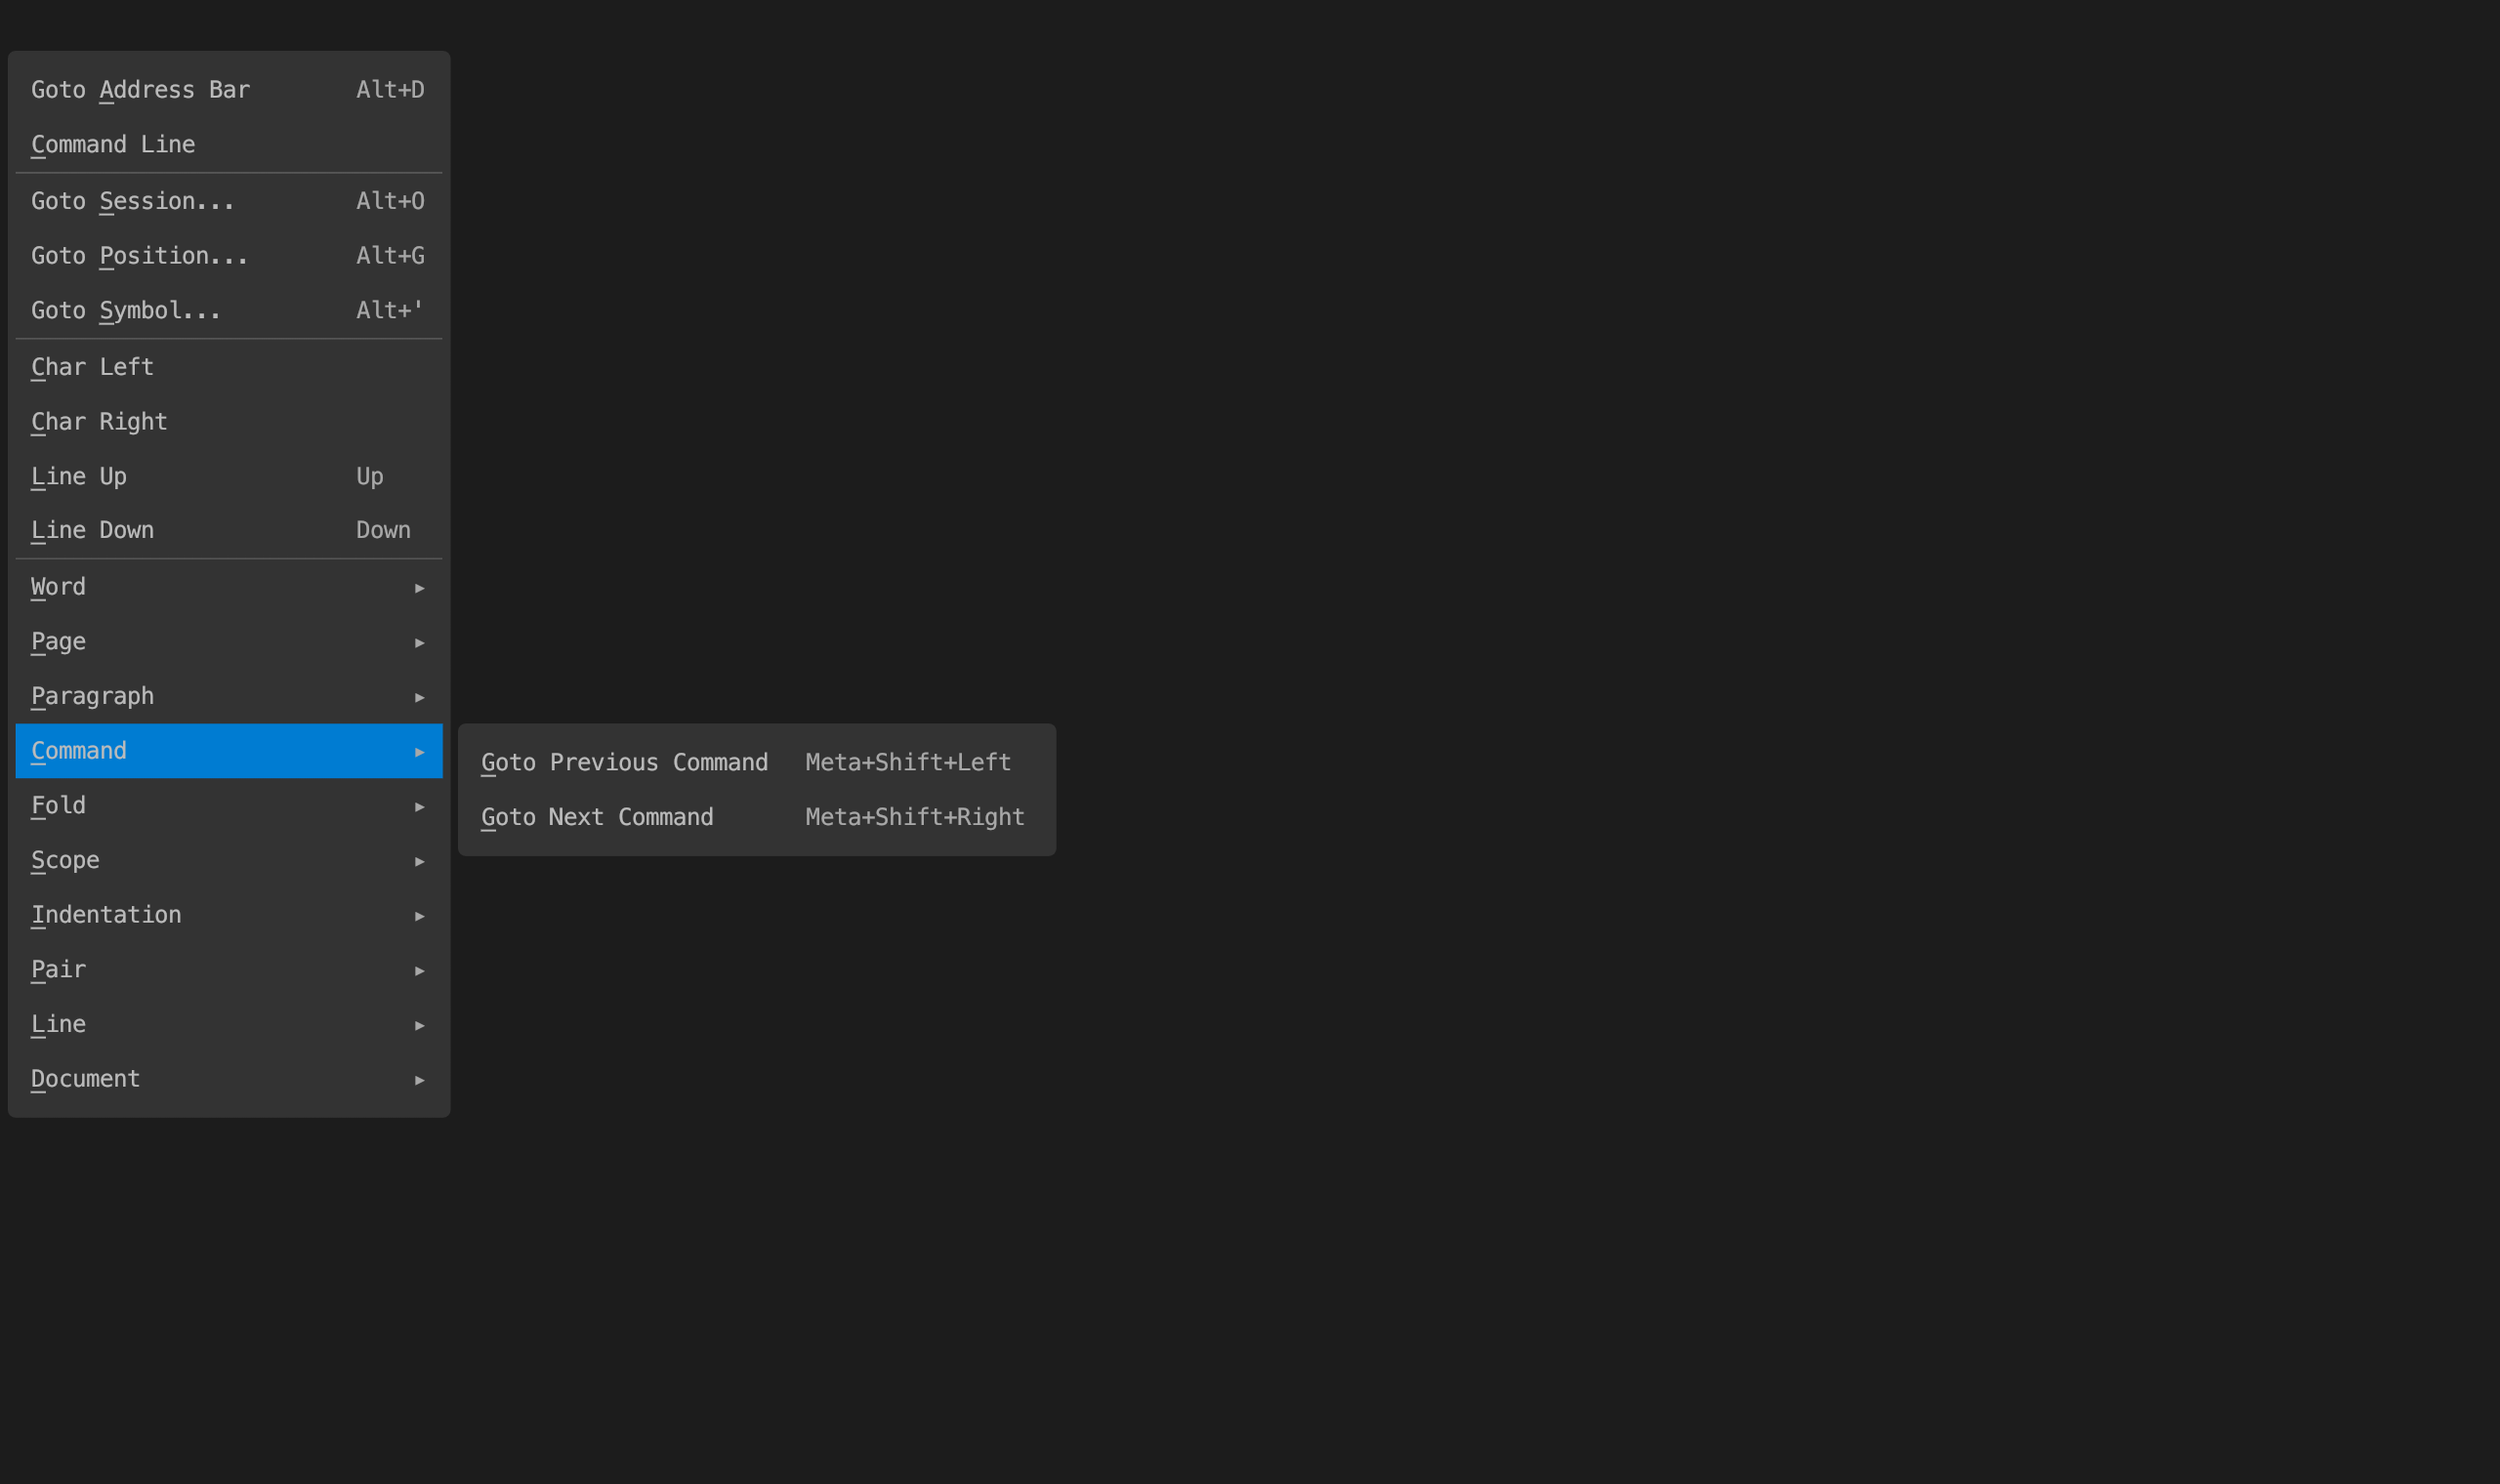 Goto Address Bar Alt+D
Command Line
Goto Session... Alt+O
Goto Position... Alt+G
Goto Symbol... Alt+'
Char Left
Char Right
Line Up Up
Line Down Down
Word ▸
Page ▸
Paragraph ▸
Command ▸
Goto Previous Command Meta+Shift+Left
Goto Next Command Meta+Shift+Right
Fold ▸
Scope ▸
Indentation ▸
Pair ▸
Line ▸
Document ▸